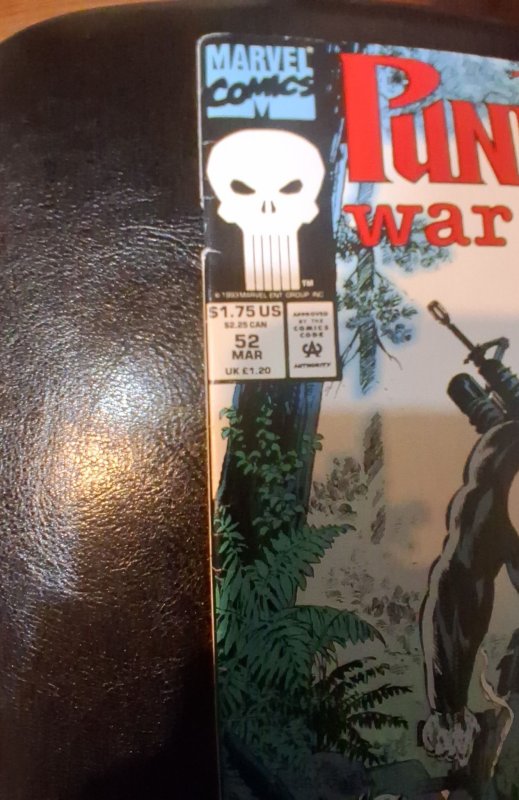 MARVEL
COMICS
PUN
war
TM
© 1993 MARVEL ENT GROUP INC
$1.75 US
$2.25 CAN
52
MAR
UK £1.20
APPROVED
BY THE
COMICS
CODE
CA
AUTHORITY